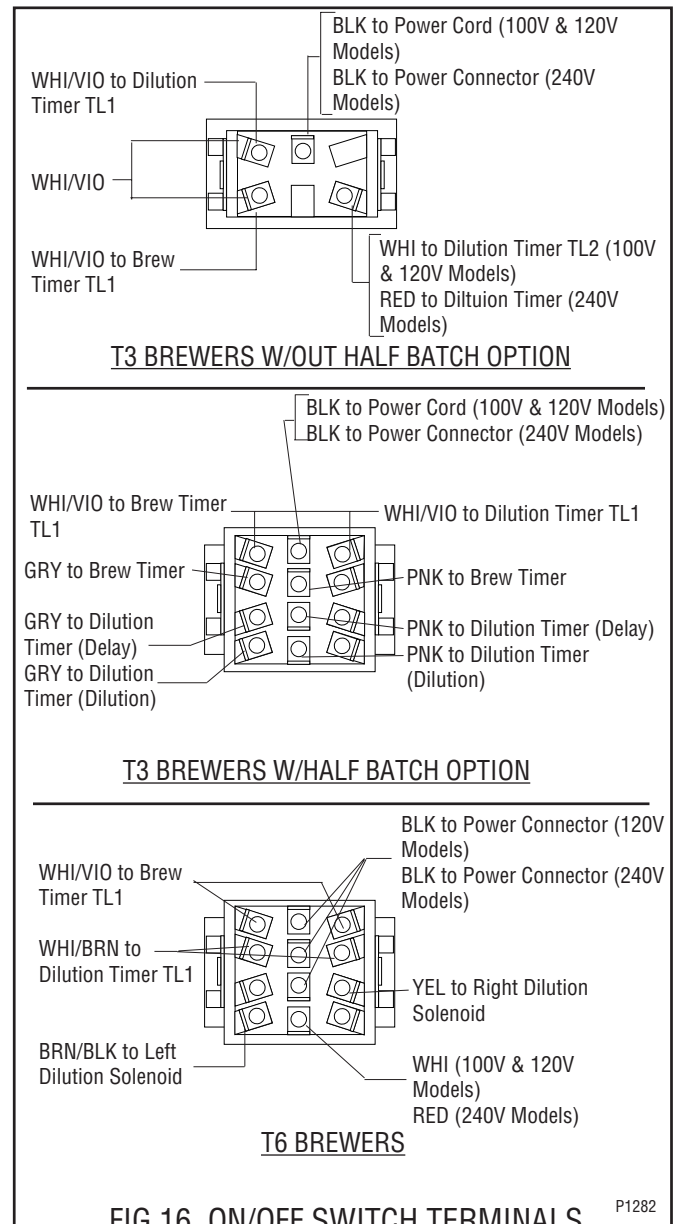 BLK to Power Cord (100V & 120V
Models)
BLK to Power Connector (240V
Models)
WHI/VIO to Dilution
Timer TL1
WHI/VIO
WHI/VIO to Brew
Timer TL1
WHI to Dilution Timer TL2 (100V
& 120V Models)
RED to Diltuion Timer (240V
Models)
T3 BREWERS W/OUT HALF BATCH OPTION
BLK to Power Cord (100V & 120V Models)
BLK to Power Connector (240V Models)
WHI/VIO to Brew Timer
TL1
WHI/VIO to Dilution Timer TL1
GRY to Brew Timer
PNK to Brew Timer
GRY to Dilution
Timer (Delay)
GRY to Dilution
Timer (Dilution)
PNK to Dilution Timer (Delay)
PNK to Dilution Timer
(Dilution)
T3 BREWERS W/HALF BATCH OPTION
BLK to Power Connector (120V
Models)
BLK to Power Connector (240V
Models)
WHI/VIO to Brew
Timer TL1
WHI/BRN to
Dilution Timer TL1
YEL to Right Dilution
Solenoid
BRN/BLK to Left
Dilution Solenoid
WHI (100V & 120V
Models)
RED (240V Models)
T6 BREWERS
P1282
FIG 16 ON/OFF SWITCH TERMINALS